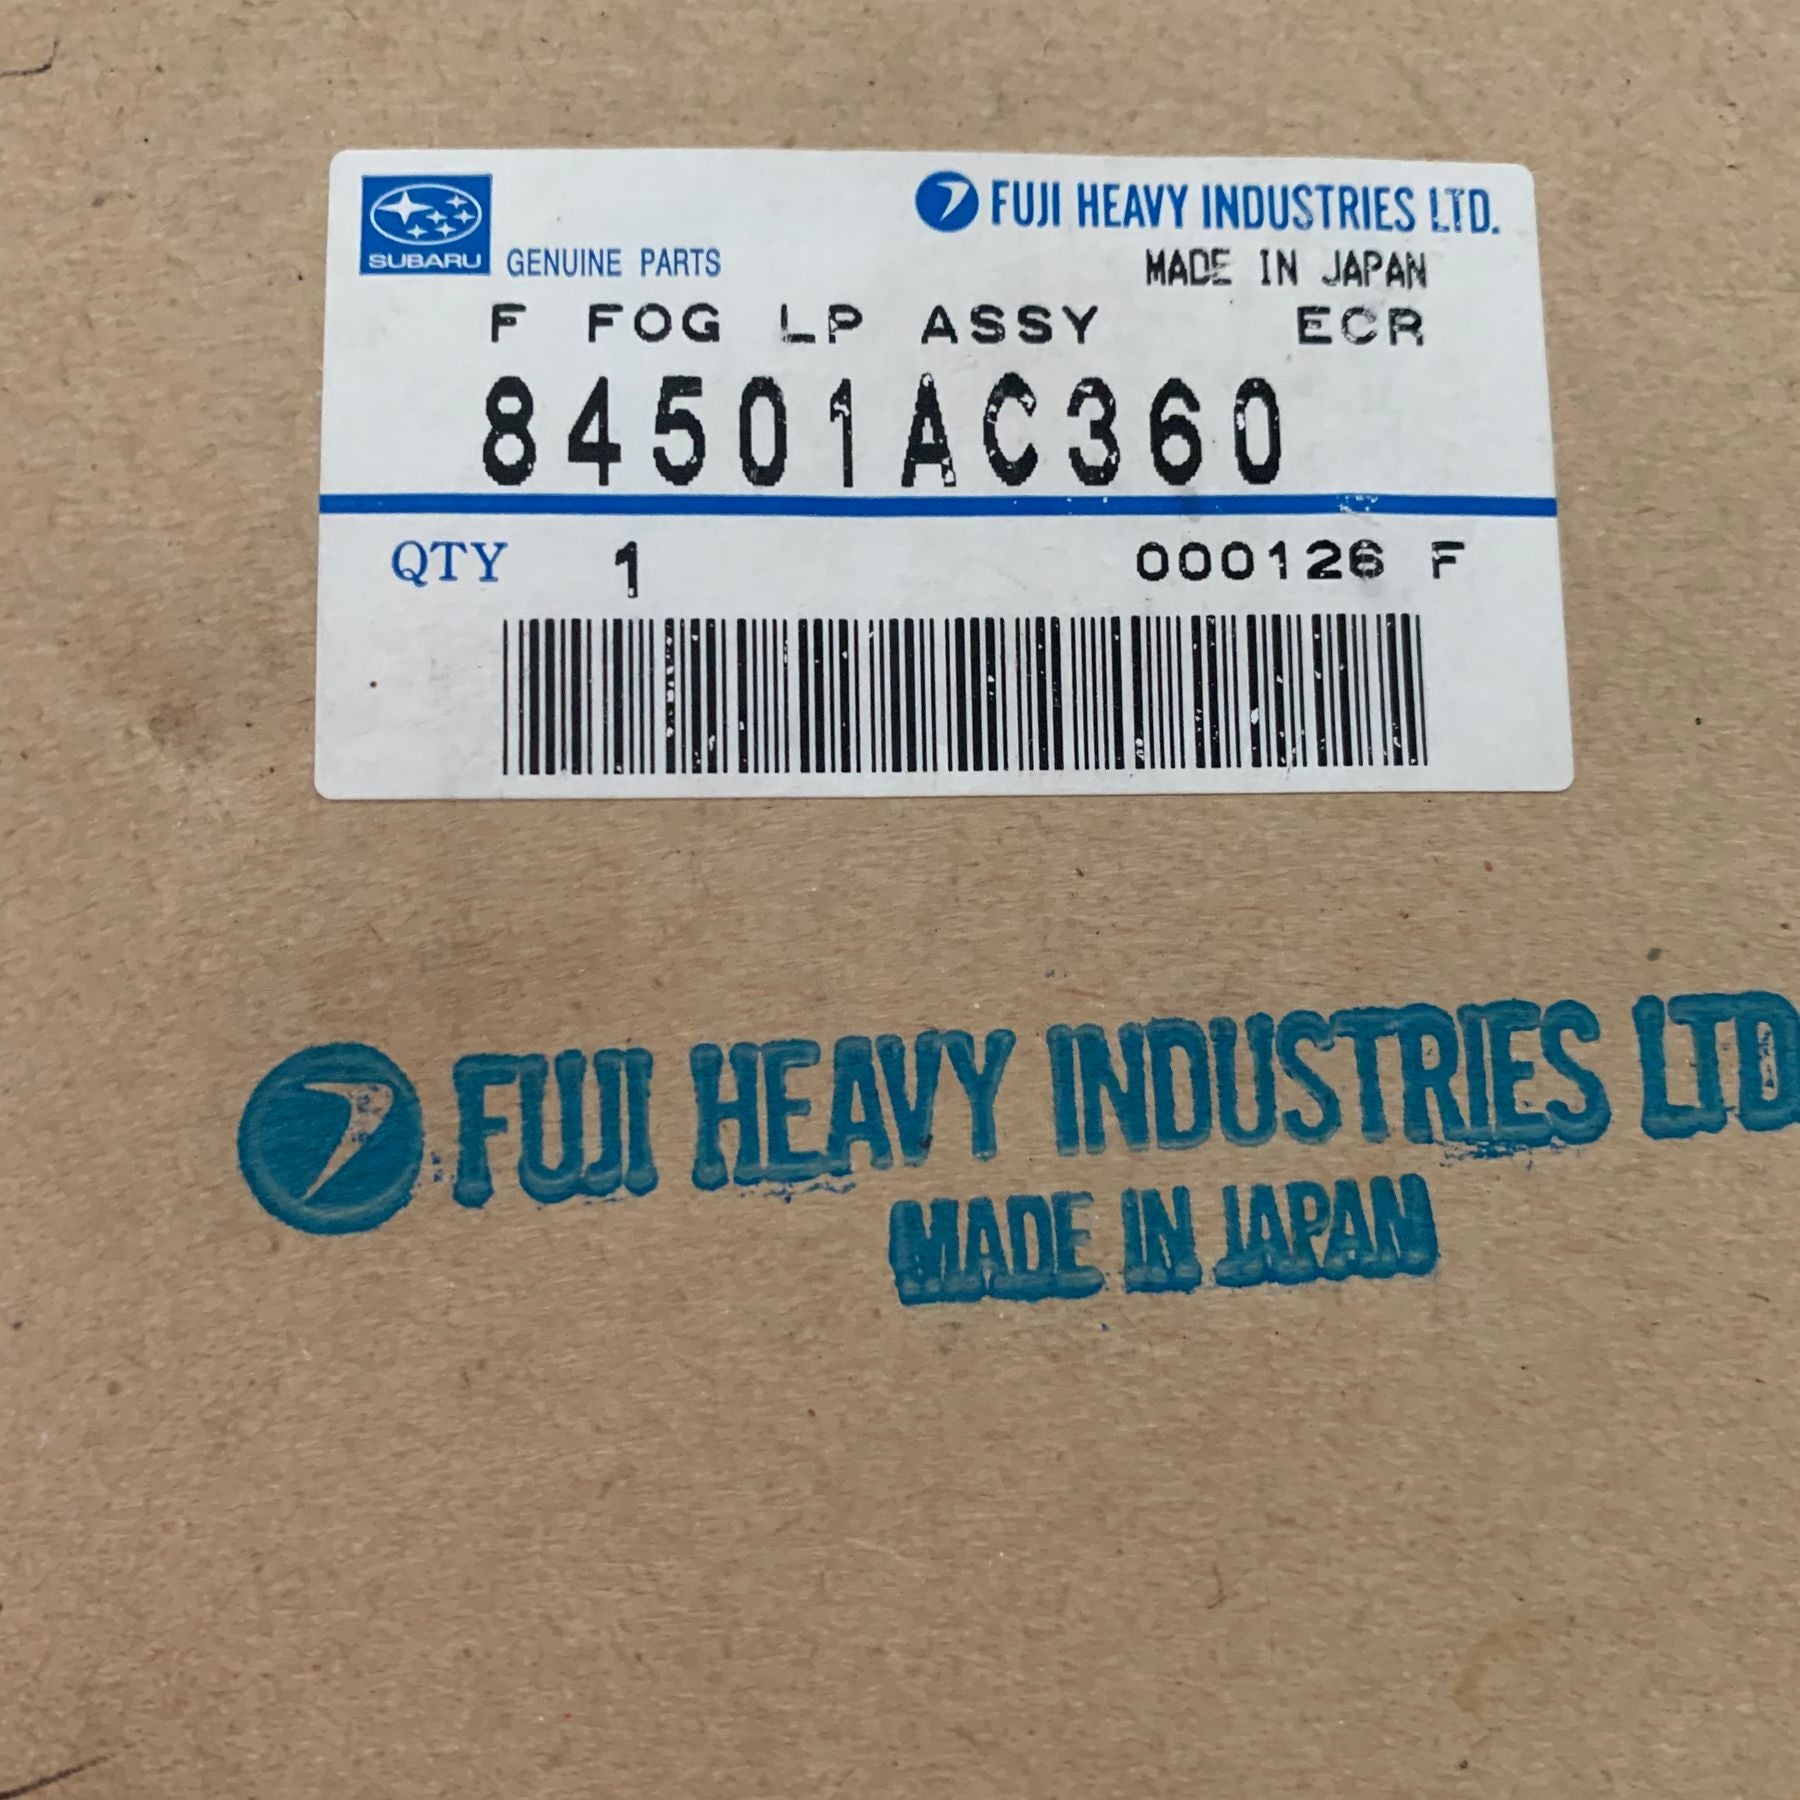 SUBARU GENUINE PARTS
FUJI HEAVY INDUSTRIES LTD.
MADE IN JAPAN
F FOG LP ASSY ECR
84501AC360
QTY 1 000126 F
FUJI HEAVY INDUSTRIES LTD
MADE IN JAPAN